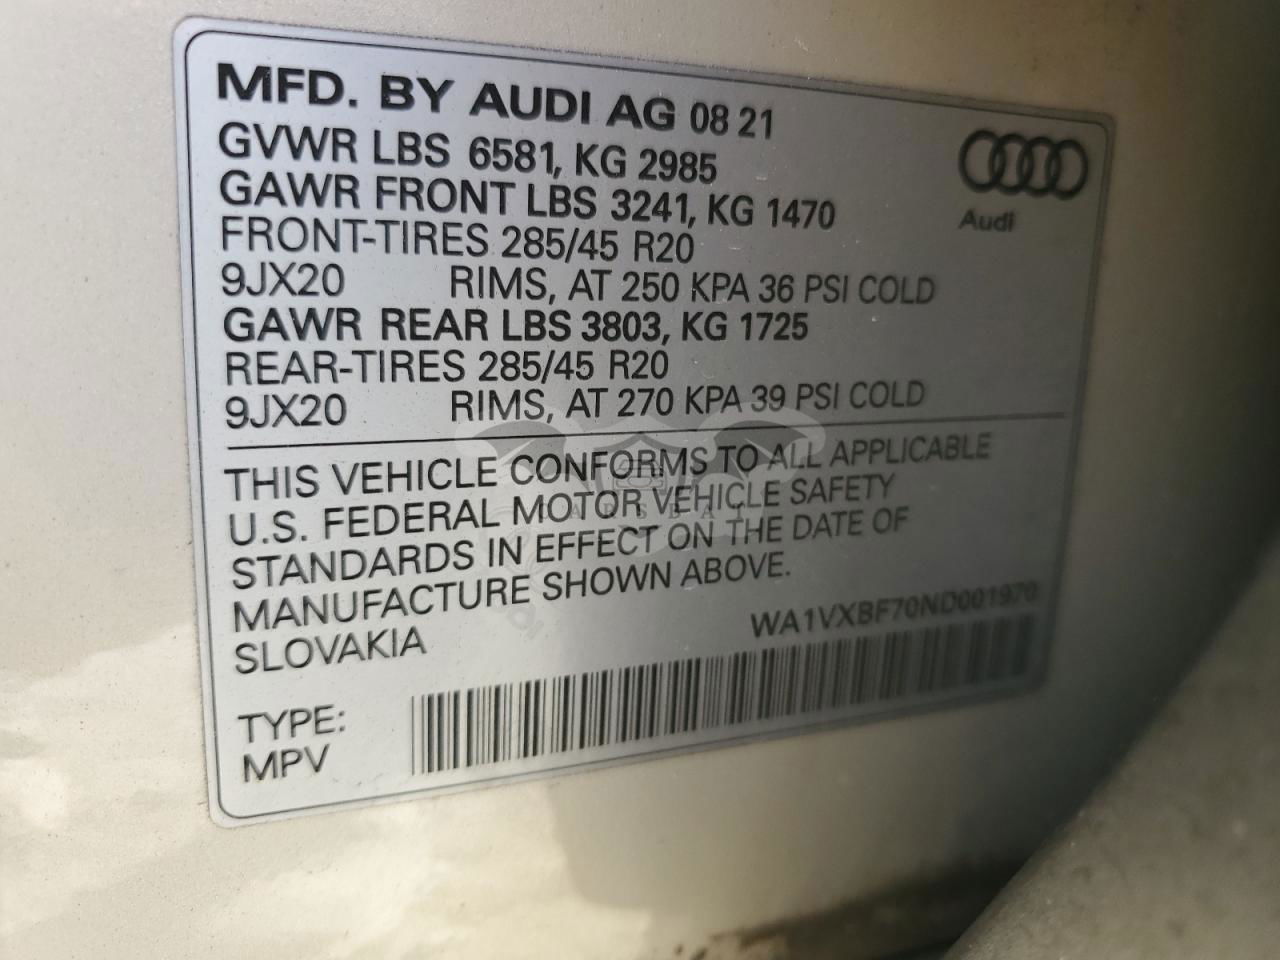 MFD. BY AUDI AG 08 21
GVWR LBS 6581, KG 2985
GAWR FRONT LBS 3241, KG 1470
FRONT-TIRES 285/45 R20
9JX20 RIMS, AT 250 KPA 36 PSI COLD
GAWR REAR LBS 3803, KG 1725
REAR-TIRES 285/45 R20
9JX20 RIMS, AT 270 KPA 39 PSI COLD
Audi
THIS VEHICLE CONFORMS TO ALL APPLICABLE
U.S. FEDERAL MOTOR VEHICLE SAFETY
STANDARDS IN EFFECT ON THE DATE OF
MANUFACTURE SHOWN ABOVE.
SLOVAKIA
WA1VXBF70ND001970
TYPE:
MPV